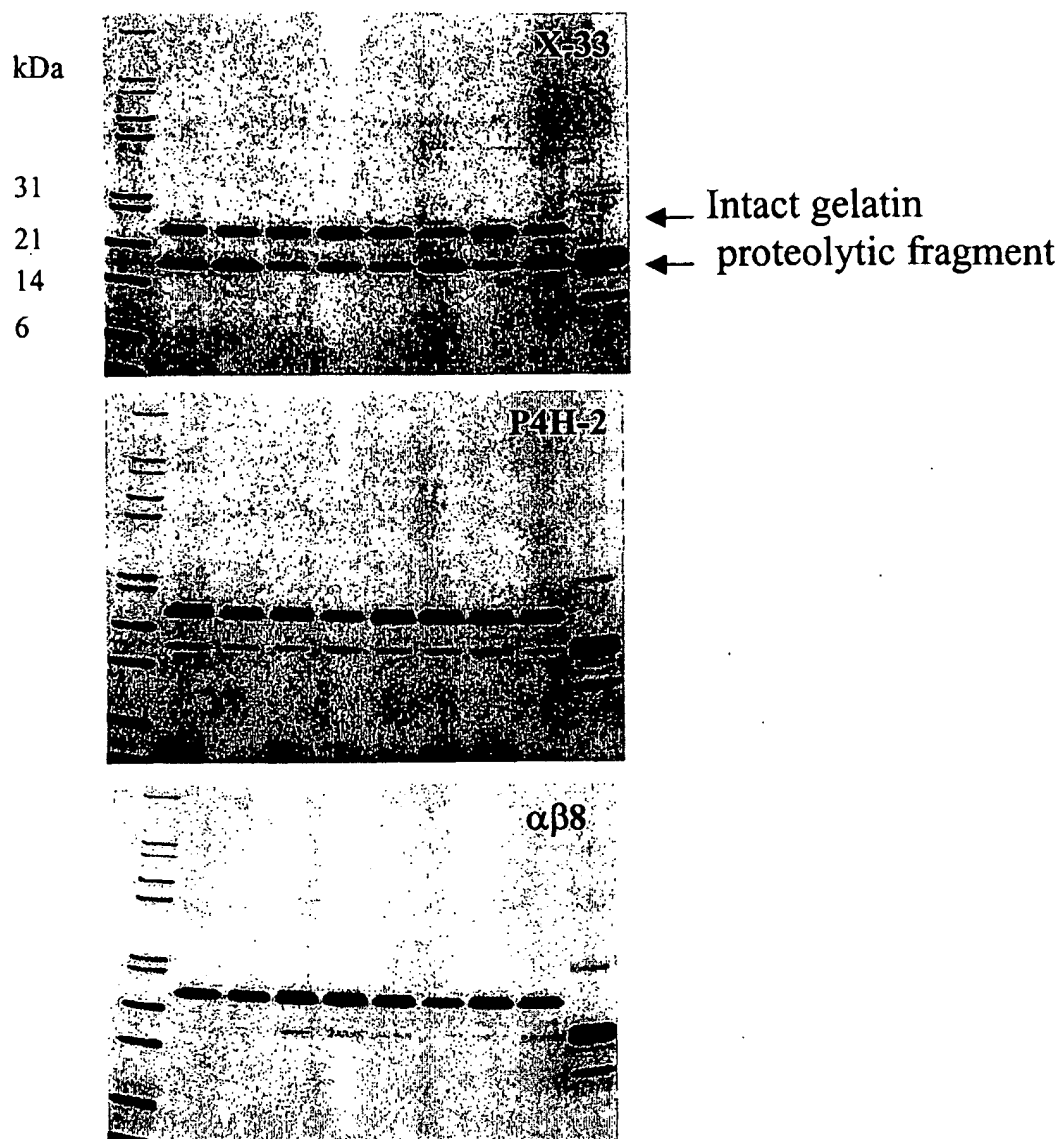 X-33
kDa
31
Intact gelatin
21
proteolytic fragment
14
6
P4H-2
αβ8